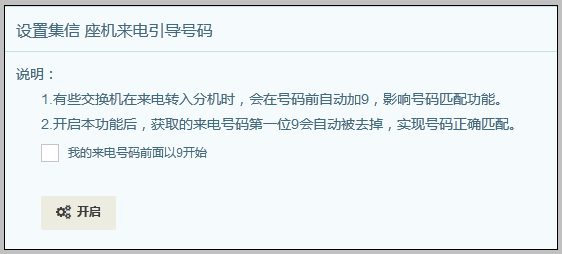 设置集信 座机来电引导号码
说明：
1.有些交换机在来电转入分机时，会在号码前自动加9，影响号码匹配功能。
2.开启本功能后，获取的来电号码第一位9会自动被去掉，实现号码正确匹配。
我的来电号码前面以9开始
开启